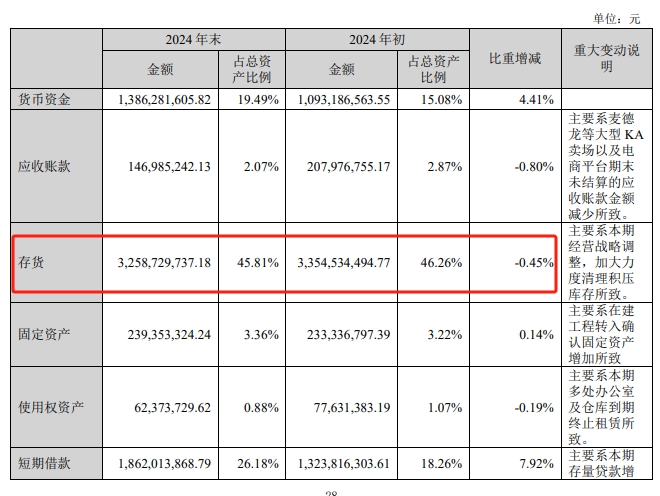 单位：元
2024 年末 2024 年初 比重增减 重大变动说
明
金额 占总资
产比例 金额 占总资
产比例
货币资金 1,386,281,605.82 19.49% 1,093,186,563.55 15.08% 4.41%
应收账款 146,985,242.13 2.07% 207,976,755.17 2.87% -0.80% 主要系麦德
龙等大型 KA
卖场以及电
商平台期末
未结算的应
收账款金额
减少所致。
存货 3,258,729,737.18 45.81% 3,354,534,494.77 46.26% -0.45% 主要系本期
经营战略调
整，加大力
度清理积压
库存所致。
固定资产 239,353,324.24 3.36% 233,336,797.39 3.22% 0.14% 主要系在建
工程转入确
认固定资产
增加所致
使用权资产 62,373,729.62 0.88% 77,631,383.19 1.07% -0.19% 主要系本期
多处办公室
及仓库到期
终止租赁所
致。
短期借款 1,862,013,868.79 26.18% 1,323,816,303.61 18.26% 7.92% 主要系本期
存量贷款增
28